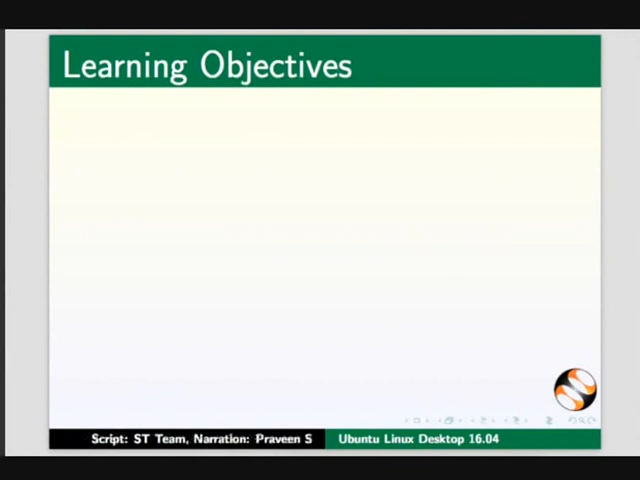 Learning Objectives
Script: ST Team, Narration: Praveen S
Ubuntu Linux Desktop 16.04